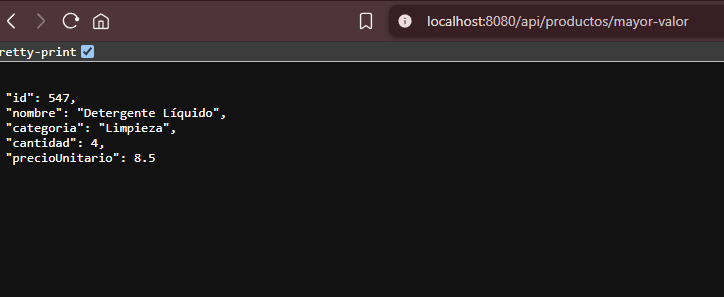 localhost:8080/api/productos/mayor-valor
retty-print
"id": 547,
"nombre": "Detergente Líquido",
"categoria": "Limpieza",
"cantidad": 4,
"precioUnitario": 8.5